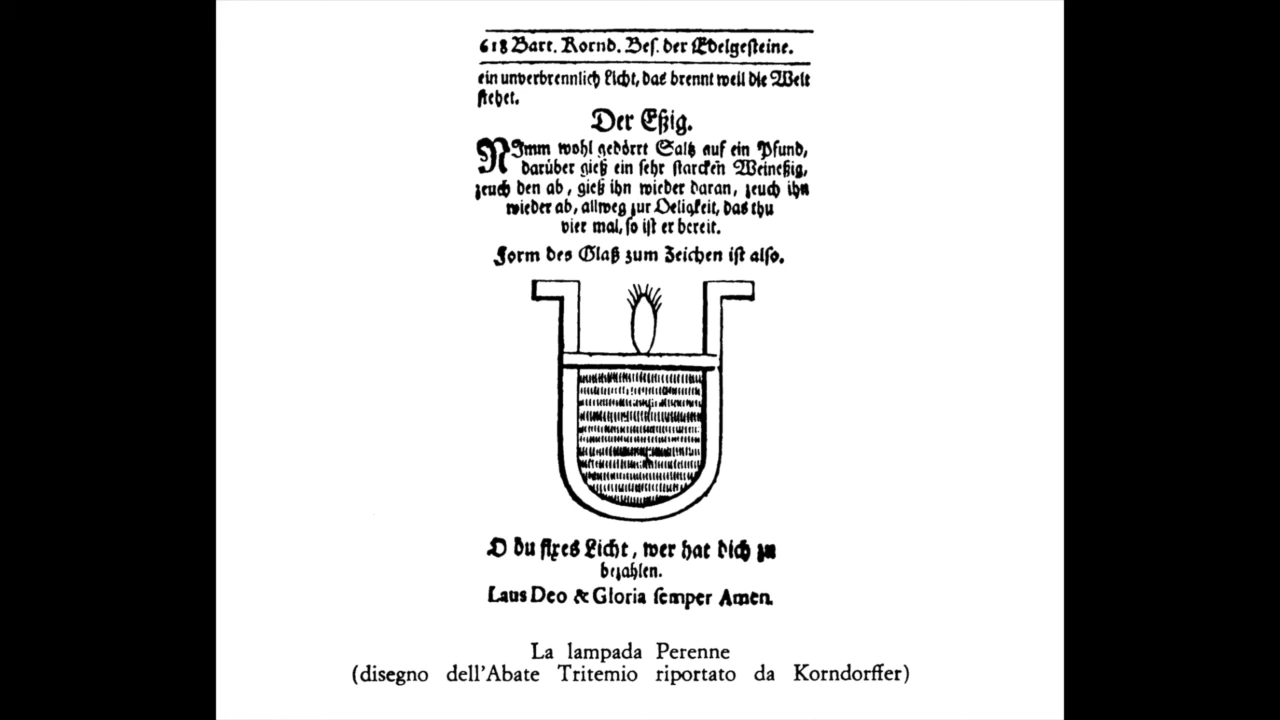 618 Bart. Kornd. Bes. der Edelgesteine.
ein unverbrennlich Licht, das brennt weil die Welt
stehet.
Der Eßig.
NImm wohl gedörrt Saltz auf ein Pfund,
darüber gieß ein sehr starcken Weineßig,
zeuch den ab, gieß ihn wieder daran, zeuch ihn
wieder ab, allweg zur Oeligkeit, das thu
vier mal, so ist er bereit.
Form des Glaß zum Zeichen ist also.
O du fixes Licht, wer hat dich zu
bezahlen.
Laus Deo & Gloria semper Amen.
La lampada Perenne
(disegno dell'Abate Tritemio riportato da Korndorffer)